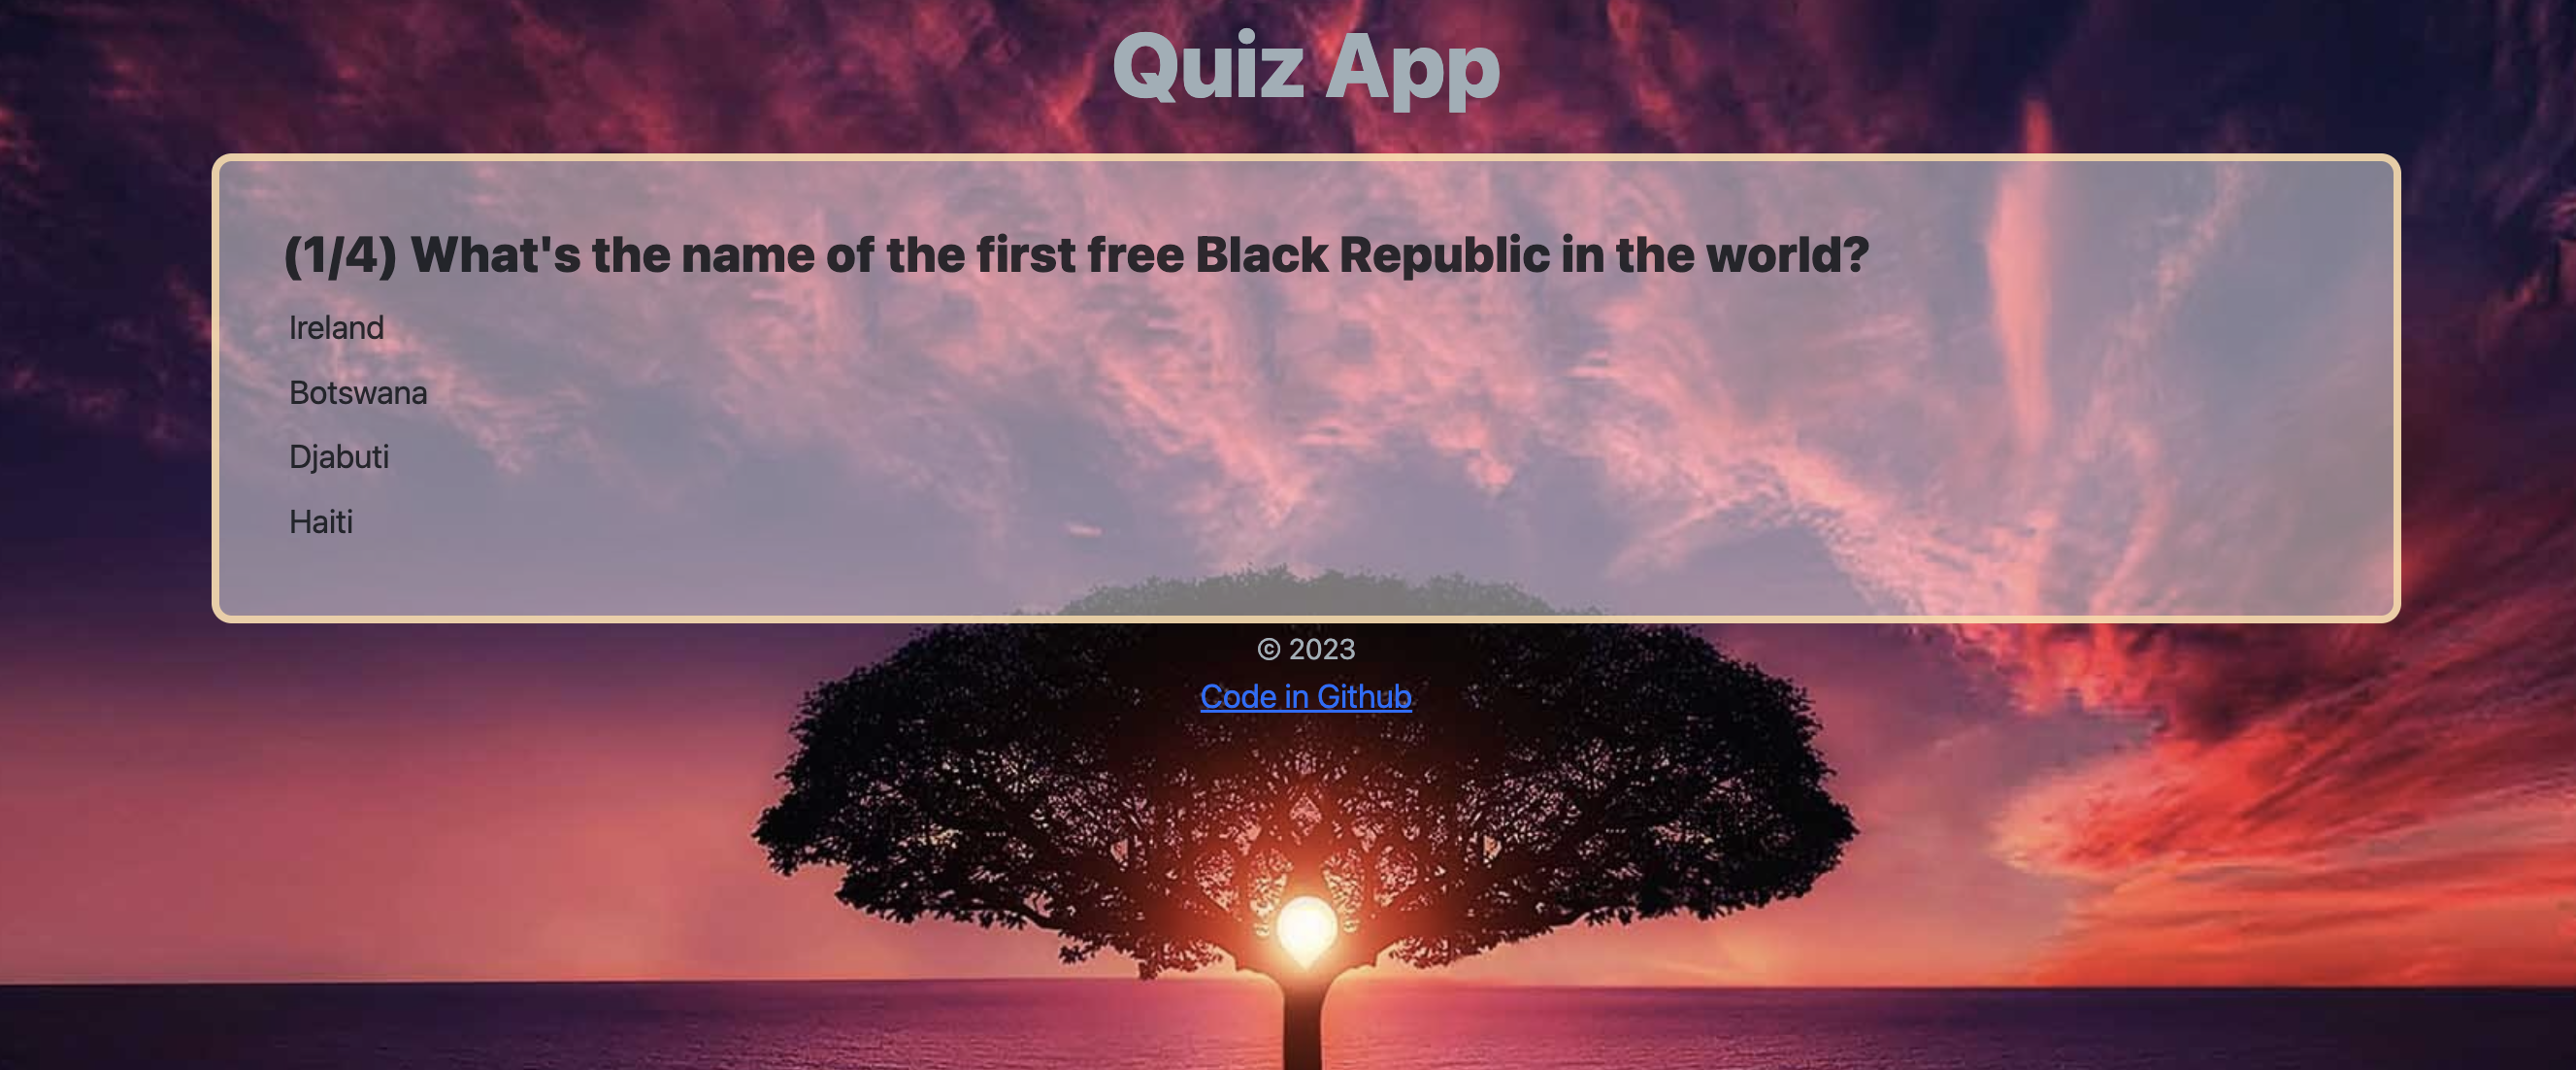 Quiz App
(1/4) What's the name of the first free Black Republic in the world?
Ireland
Botswana
Djabuti
Haiti
© 2023
Code in Github